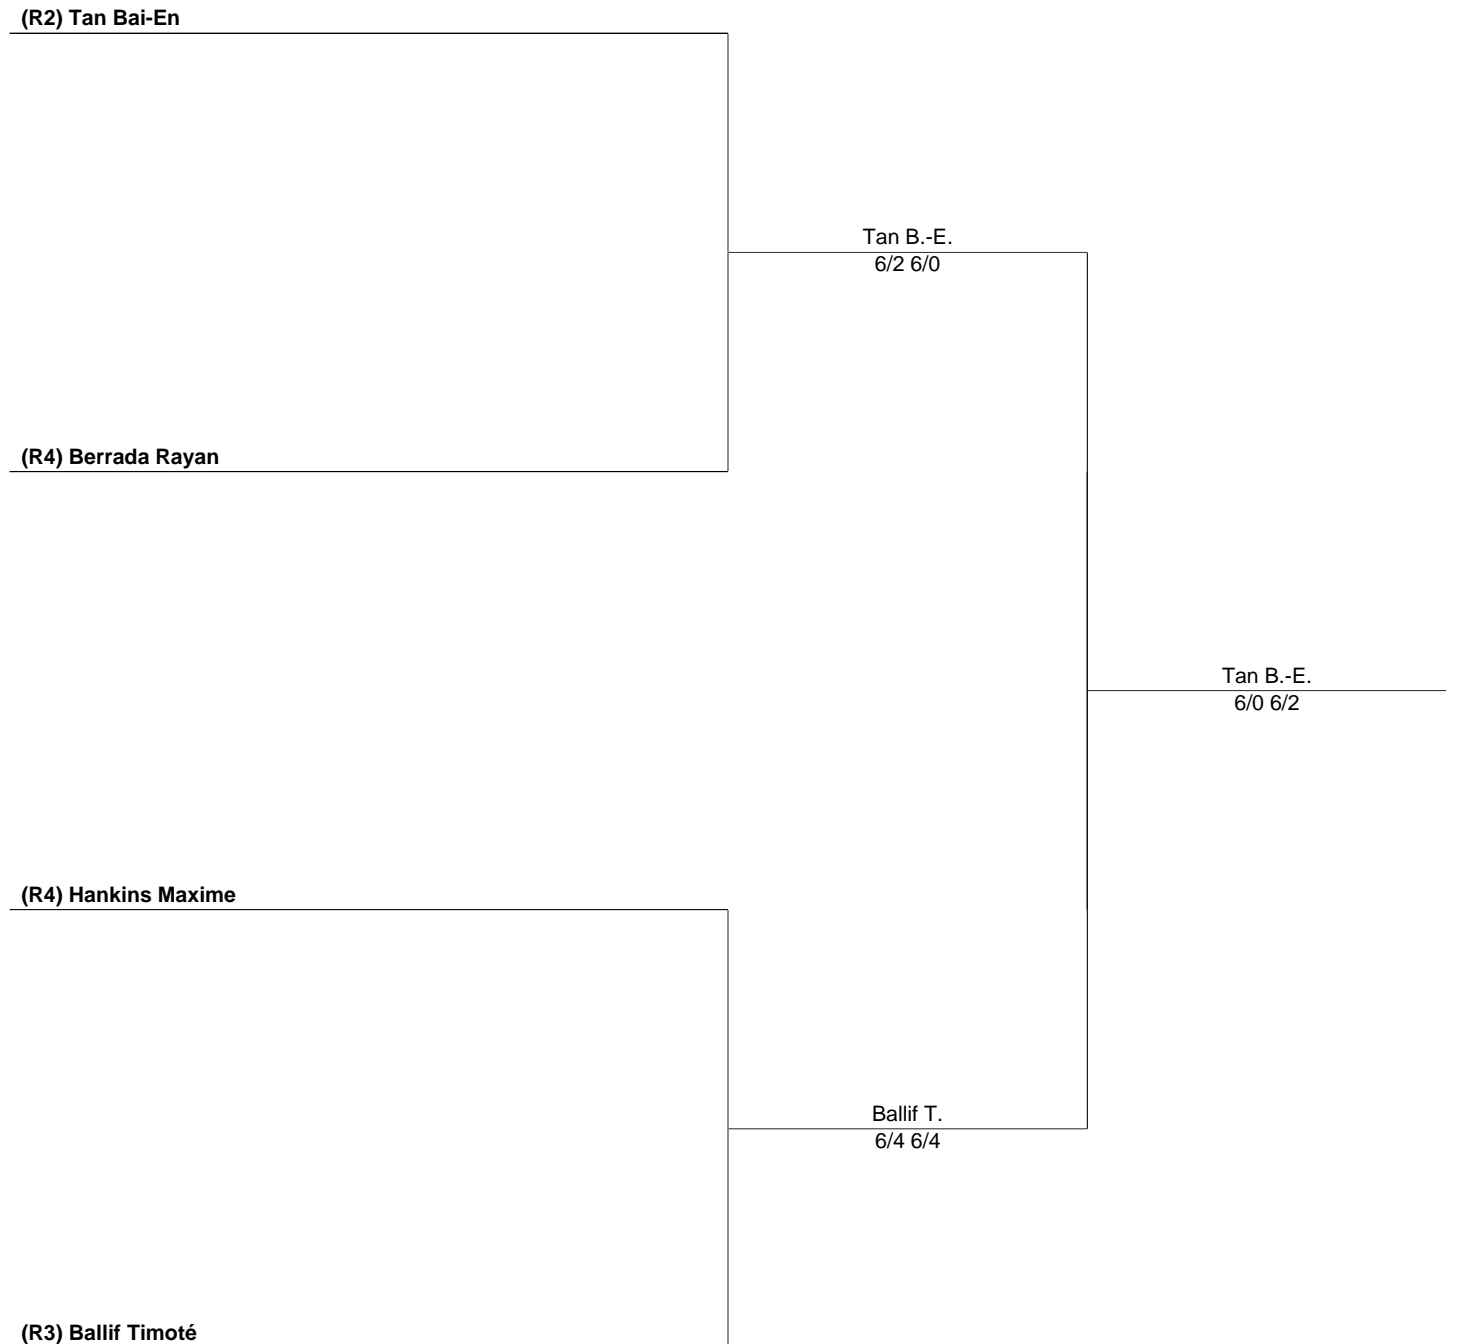 (R2) Tan Bai-En
Tan B.-E.
6/2 6/0
(R4) Berrada Rayan
Tan B.-E.
6/0 6/2
(R4) Hankins Maxime
Ballif T.
6/4 6/4
(R3) Ballif Timoté